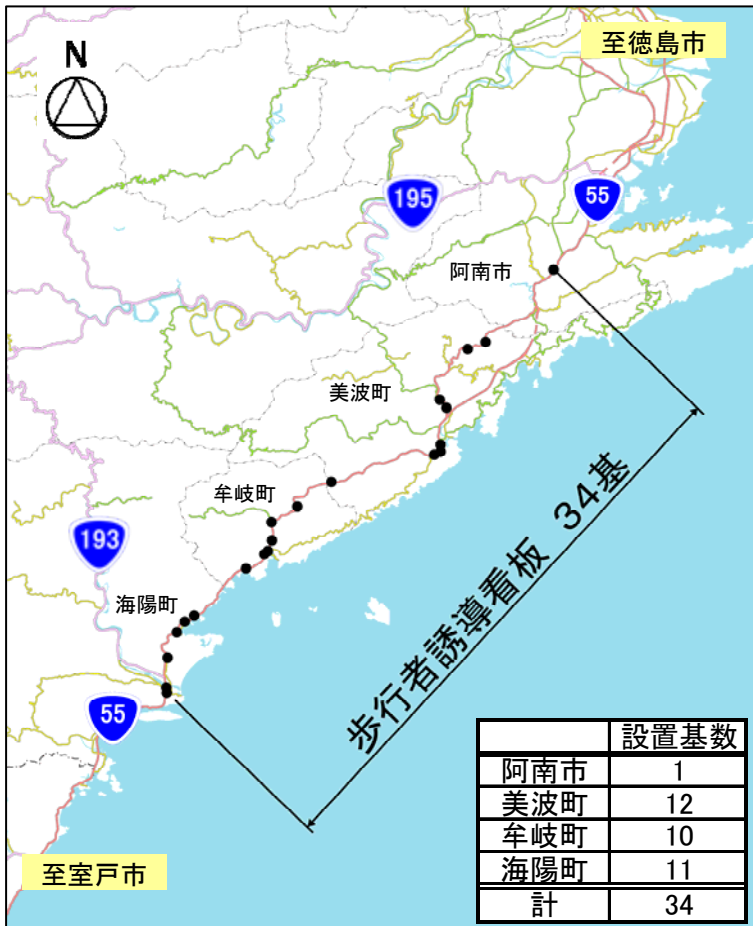 至徳島市
N
195
55
阿南市
美波町
牟岐町
193
海陽町
55
歩行者誘導看板 34基
至室戸市
設置基数
阿南市 1
美波町 12
牟岐町 10
海陽町 11
計 34